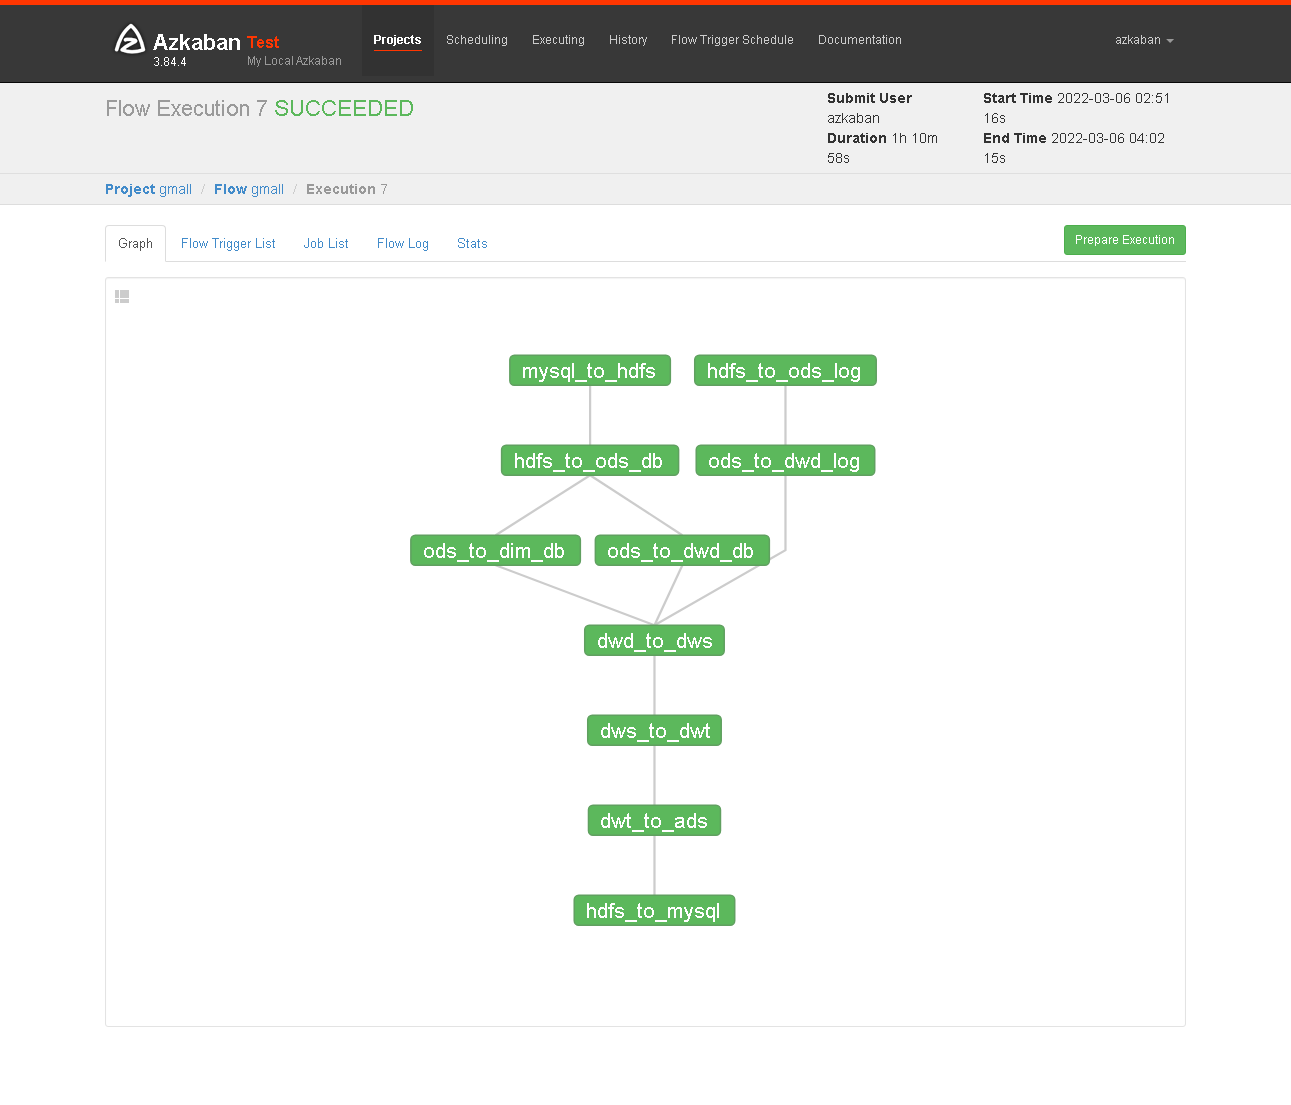 Azkaban Test
3.84.4 My Local Azkaban
Projects Scheduling Executing History Flow Trigger Schedule Documentation azkaban
Flow Execution 7 SUCCEEDED
Submit User
azkaban
Duration 1h 10m
58s
Start Time 2022-03-06 02:51
16s
End Time 2022-03-06 04:02
15s
Project gmall / Flow gmall / Execution 7
Graph Flow Trigger List Job List Flow Log Stats Prepare Execution
mysql_to_hdfs hdfs_to_ods_log
hdfs_to_ods_db ods_to_dwd_log
ods_to_dim_db ods_to_dwd_db
dwd_to_dws
dws_to_dwt
dwt_to_ads
hdfs_to_mysql